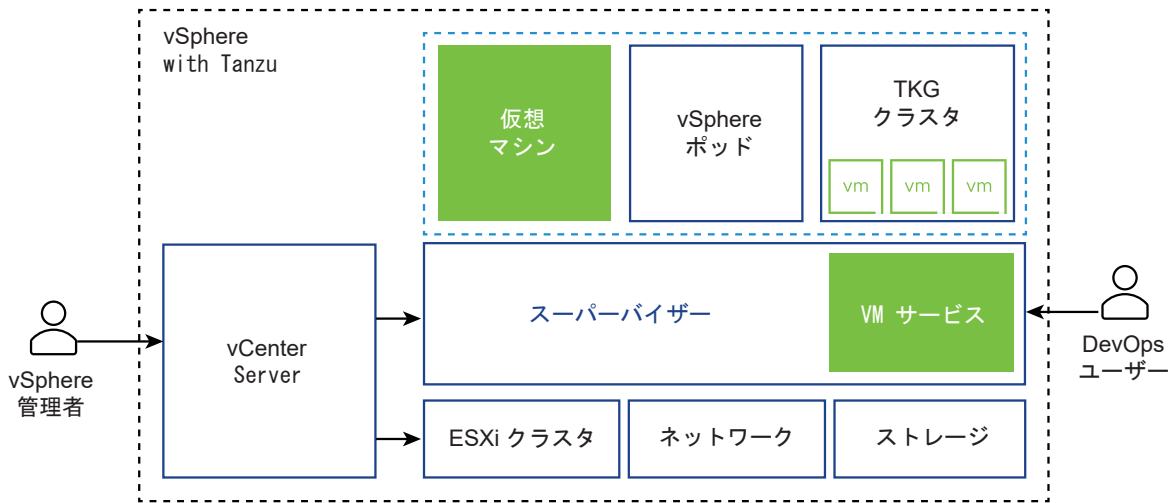 vSphere
with Tanzu
仮想
マシン
vSphere
ポッド
TKG
クラスタ
vm
vm
vm
スーパーバイザー
VM サービス
vCenter
Server
vSphere
管理者
DevOps
ユーザー
ESXi クラスタ
ネットワーク
ストレージ